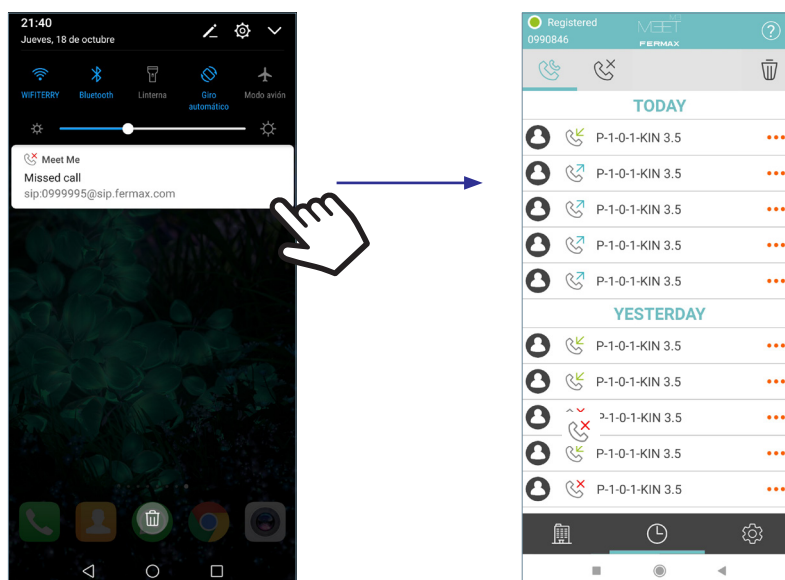 21:40
Jueves, 18 de octubre
WIFITERRY
Bluetooth
Linterna
Giro automático
Modo avión
Meet Me
Missed call
sip:0999995@sip.fermax.com
Registered
0990846
MEET
FERMAX
?
TODAY
P-1-0-1-KIN 3.5
P-1-0-1-KIN 3.5
P-1-0-1-KIN 3.5
P-1-0-1-KIN 3.5
P-1-0-1-KIN 3.5
YESTERDAY
P-1-0-1-KIN 3.5
P-1-0-1-KIN 3.5
P-1-0-1-KIN 3.5
P-1-0-1-KIN 3.5
P-1-0-1-KIN 3.5